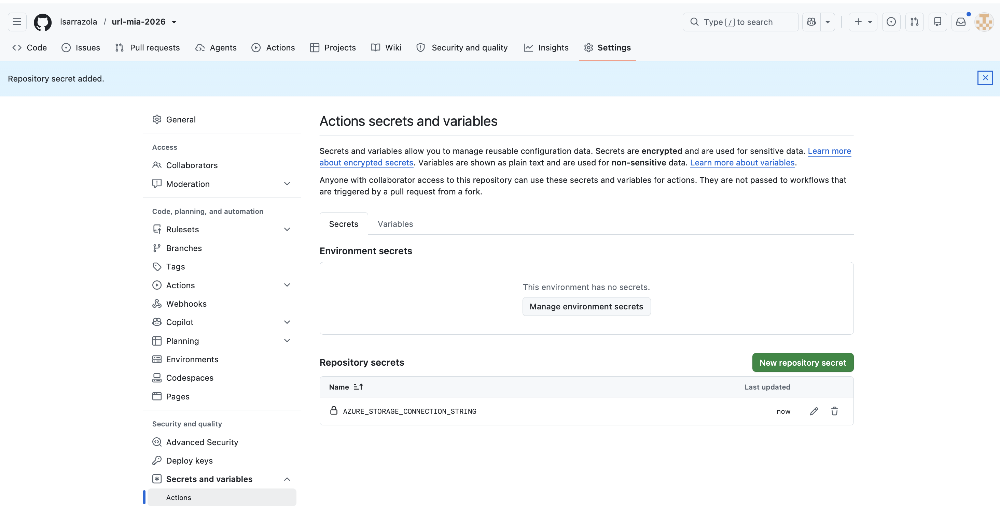 lsarrazola / url-mia-2026
Type / to search
Code Issues Pull requests Agents Actions Projects Wiki Security and quality Insights Settings
Repository secret added.
General
Access
Collaborators
Moderation
Code, planning, and automation
Rulesets
Branches
Tags
Actions
Webhooks
Copilot
Planning
Environments
Codespaces
Pages
Security and quality
Advanced Security
Deploy keys
Secrets and variables
Actions
Actions secrets and variables
Secrets and variables allow you to manage reusable configuration data. Secrets are encrypted and are used for sensitive data. Learn more
about encrypted secrets. Variables are shown as plain text and are used for non-sensitive data. Learn more about variables.
Anyone with collaborator access to this repository can use these secrets and variables for actions. They are not passed to workflows that
are triggered by a pull request from a fork.
Secrets Variables
Environment secrets
This environment has no secrets.
Manage environment secrets
Repository secrets New repository secret
Name Last updated
AZURE_STORAGE_CONNECTION_STRING now